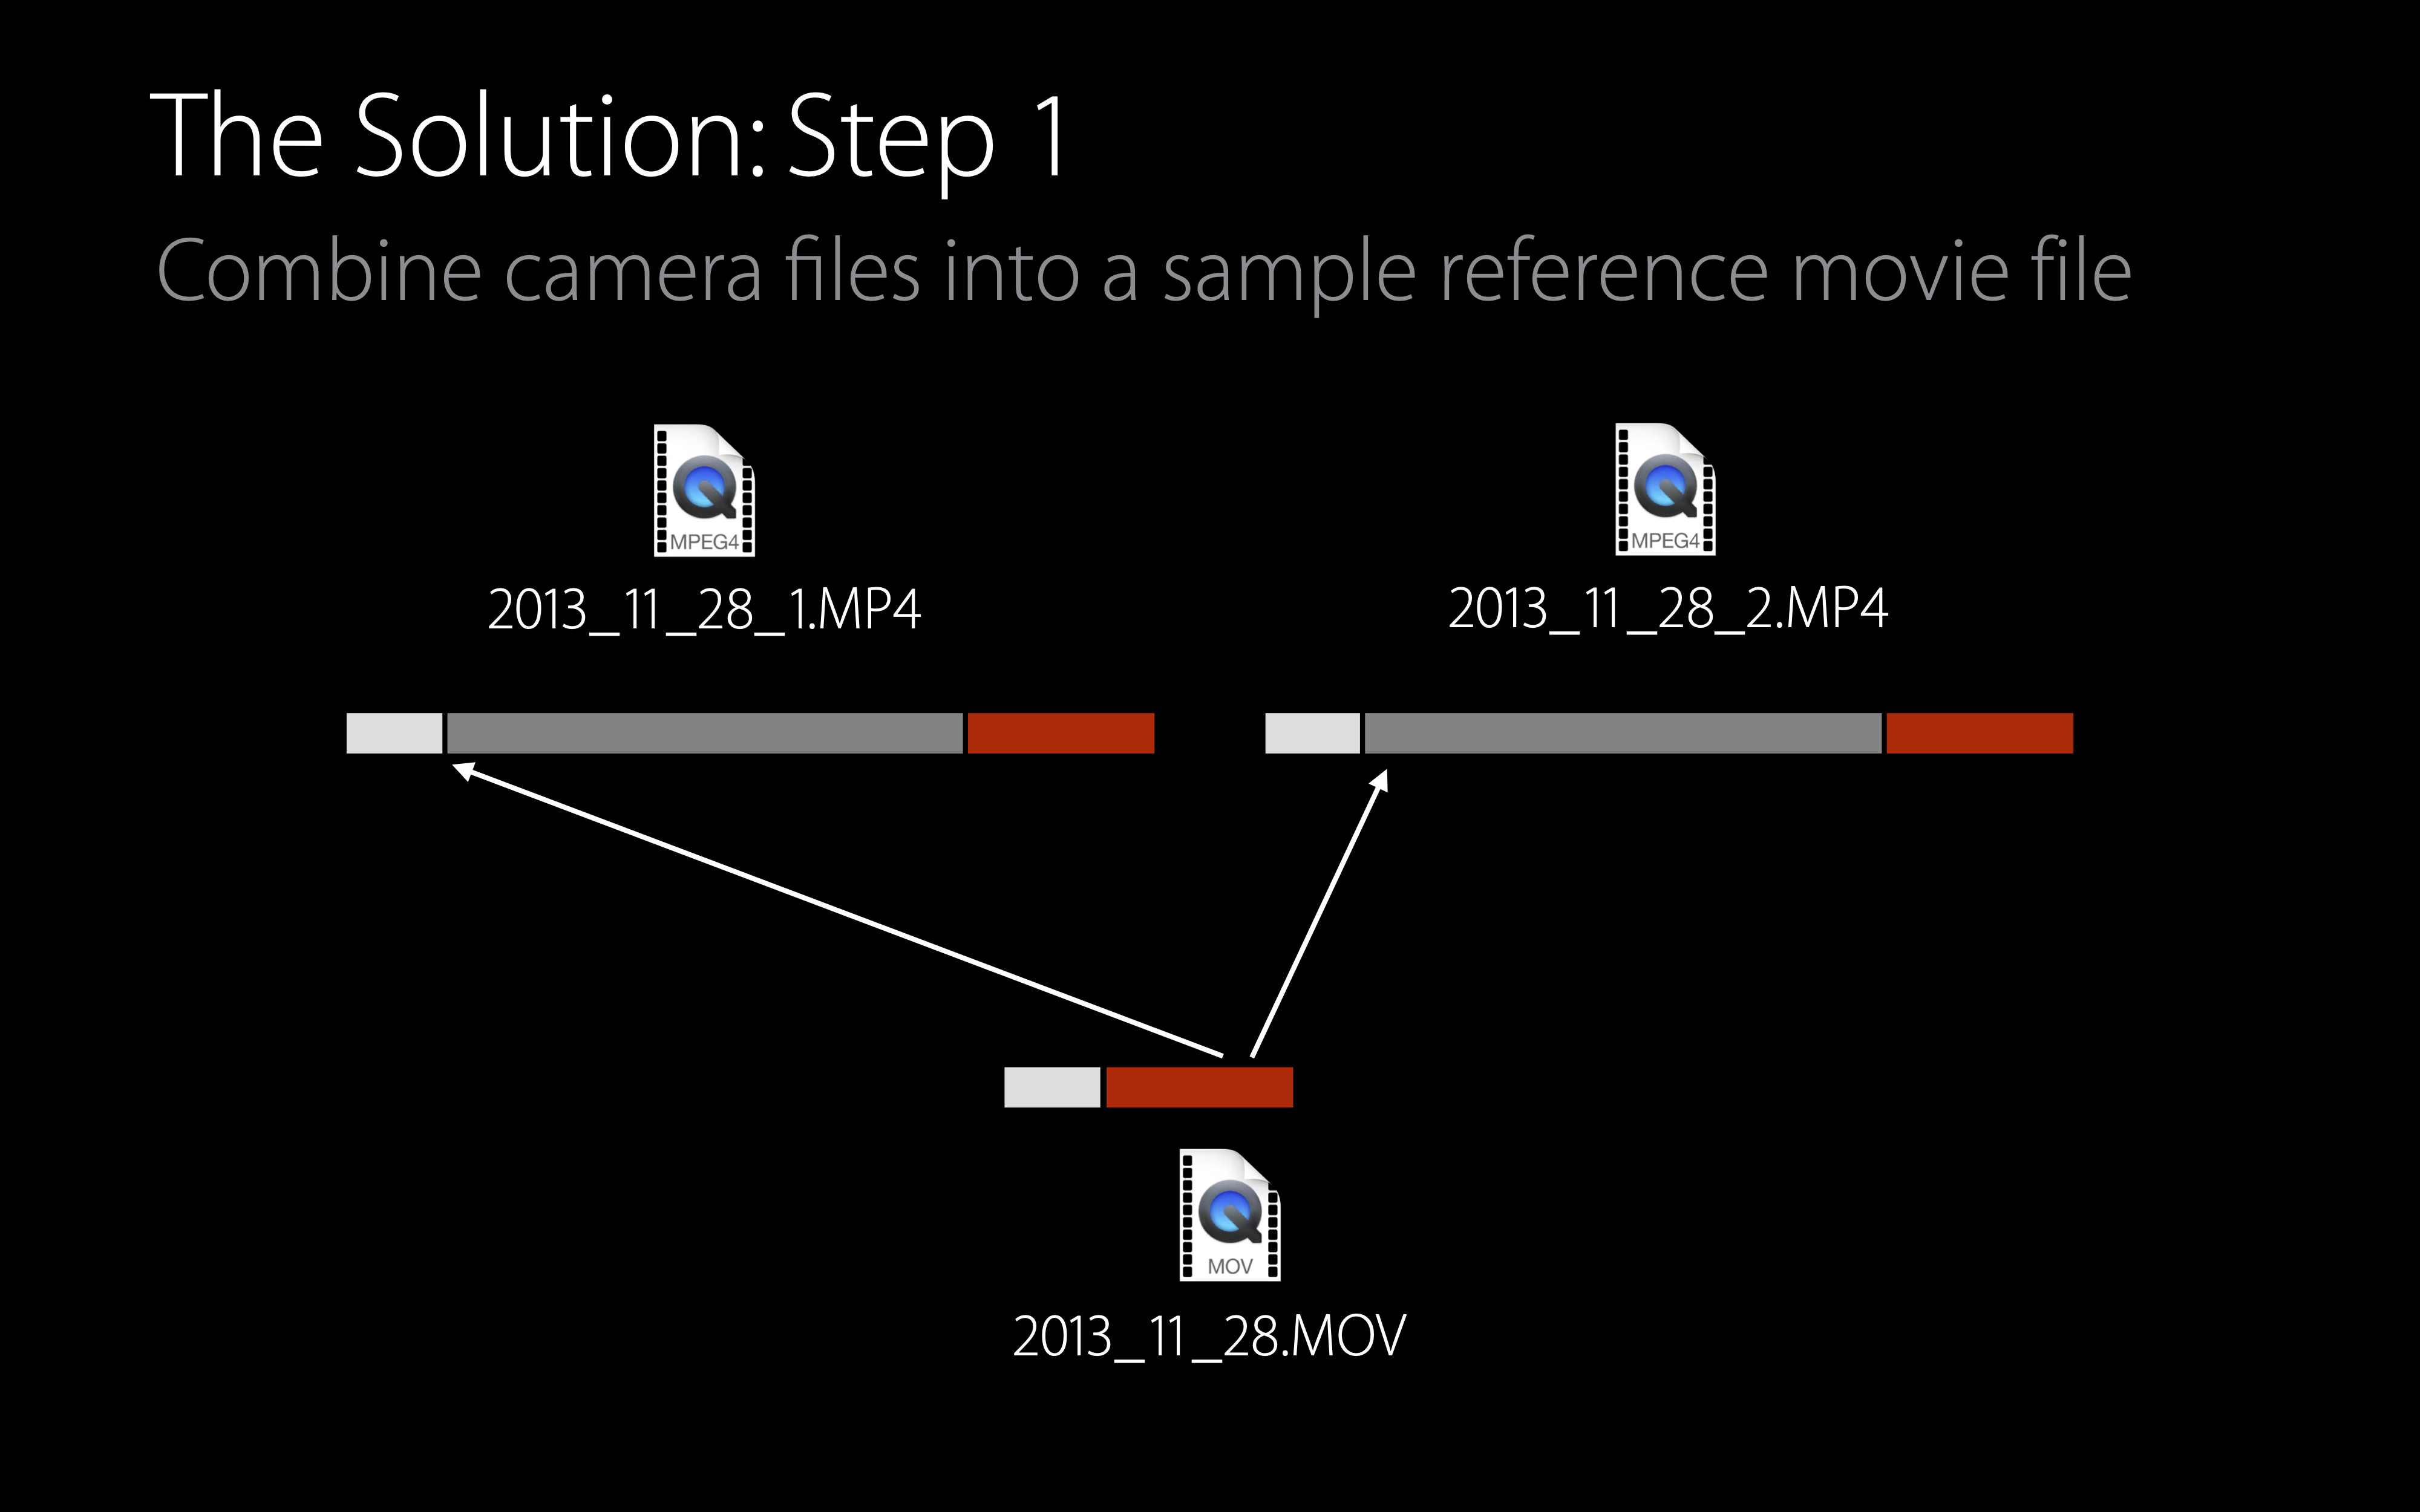 The Solution: Step 1
Combine camera files into a sample reference movie file
MPEG4
MPEG4
2013_11_28_1.MP4
2013_11_28_2.MP4
MOV
2013_11_28.MOV